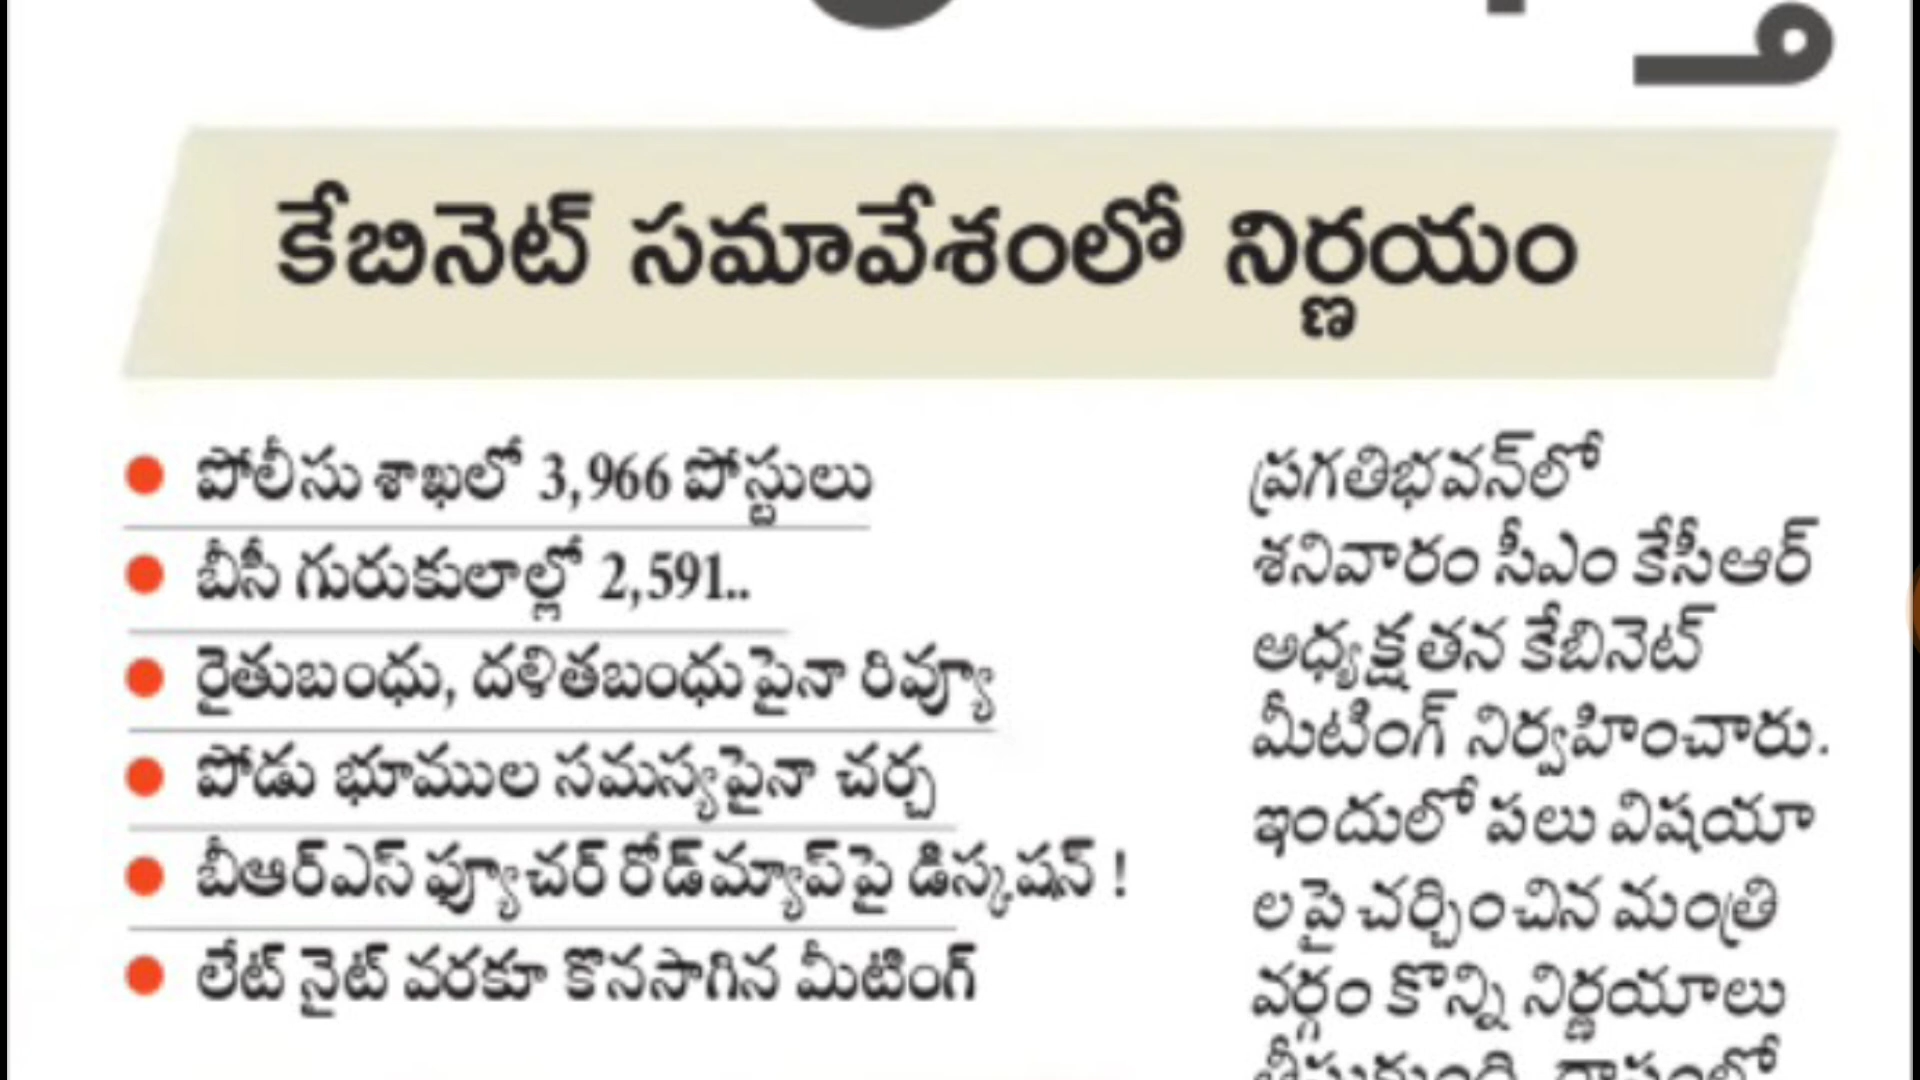 కేబినెట్ సమావేశంలో నిర్ణయం
పోలీసు శాఖలో 3,966 పోస్టులు
బీసీ గురుకులాల్లో 2,591..
రైతుబంధు, దళితబంధుపైనా రివ్యూ
పోడు భూముల సమస్యపైనా చర్చ
బీఆర్ఎస్ ఫ్యూచర్ రోడ్‌మ్యాప్‌పై డిస్కషన్ !
లేట్ నైట్ వరకూ కొనసాగిన మీటింగ్
ప్రగతిభవన్‌లో
శనివారం సీఎం కేసీఆర్
అధ్యక్షతన కేబినెట్
మీటింగ్ నిర్వహించారు.
ఇందులో పలు విషయా
లపై చర్చించిన మంత్రి
వర్గం కొన్ని నిర్ణయాలు